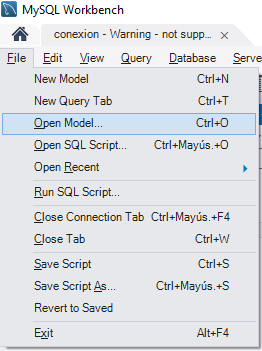 MySQL Workbench
conexion - Warning - not supp...
File Edit View Query Database Serve
New Model Ctrl+N
New Query Tab Ctrl+T
Open Model... Ctrl+O
Open SQL Script... Ctrl+Mayús.+O
Open Recent
Run SQL Script...
Close Connection Tab Ctrl+Mayús.+F4
Close Tab Ctrl+W
Save Script Ctrl+S
Save Script As... Ctrl+Mayús.+S
Revert to Saved
Exit Alt+F4